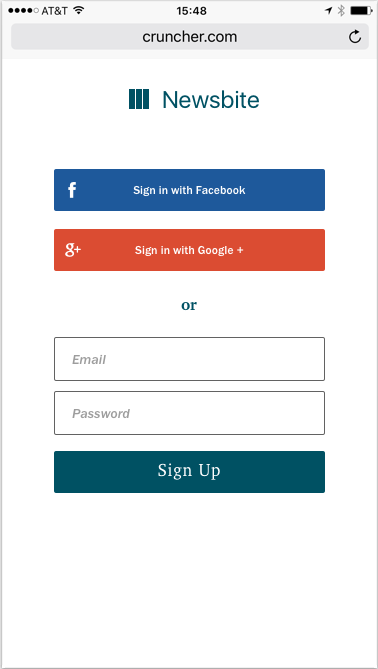 AT&T 15:48
cruncher.com
Newsbite
f Sign in with Facebook
g+ Sign in with Google +
or
Email
Password
Sign Up